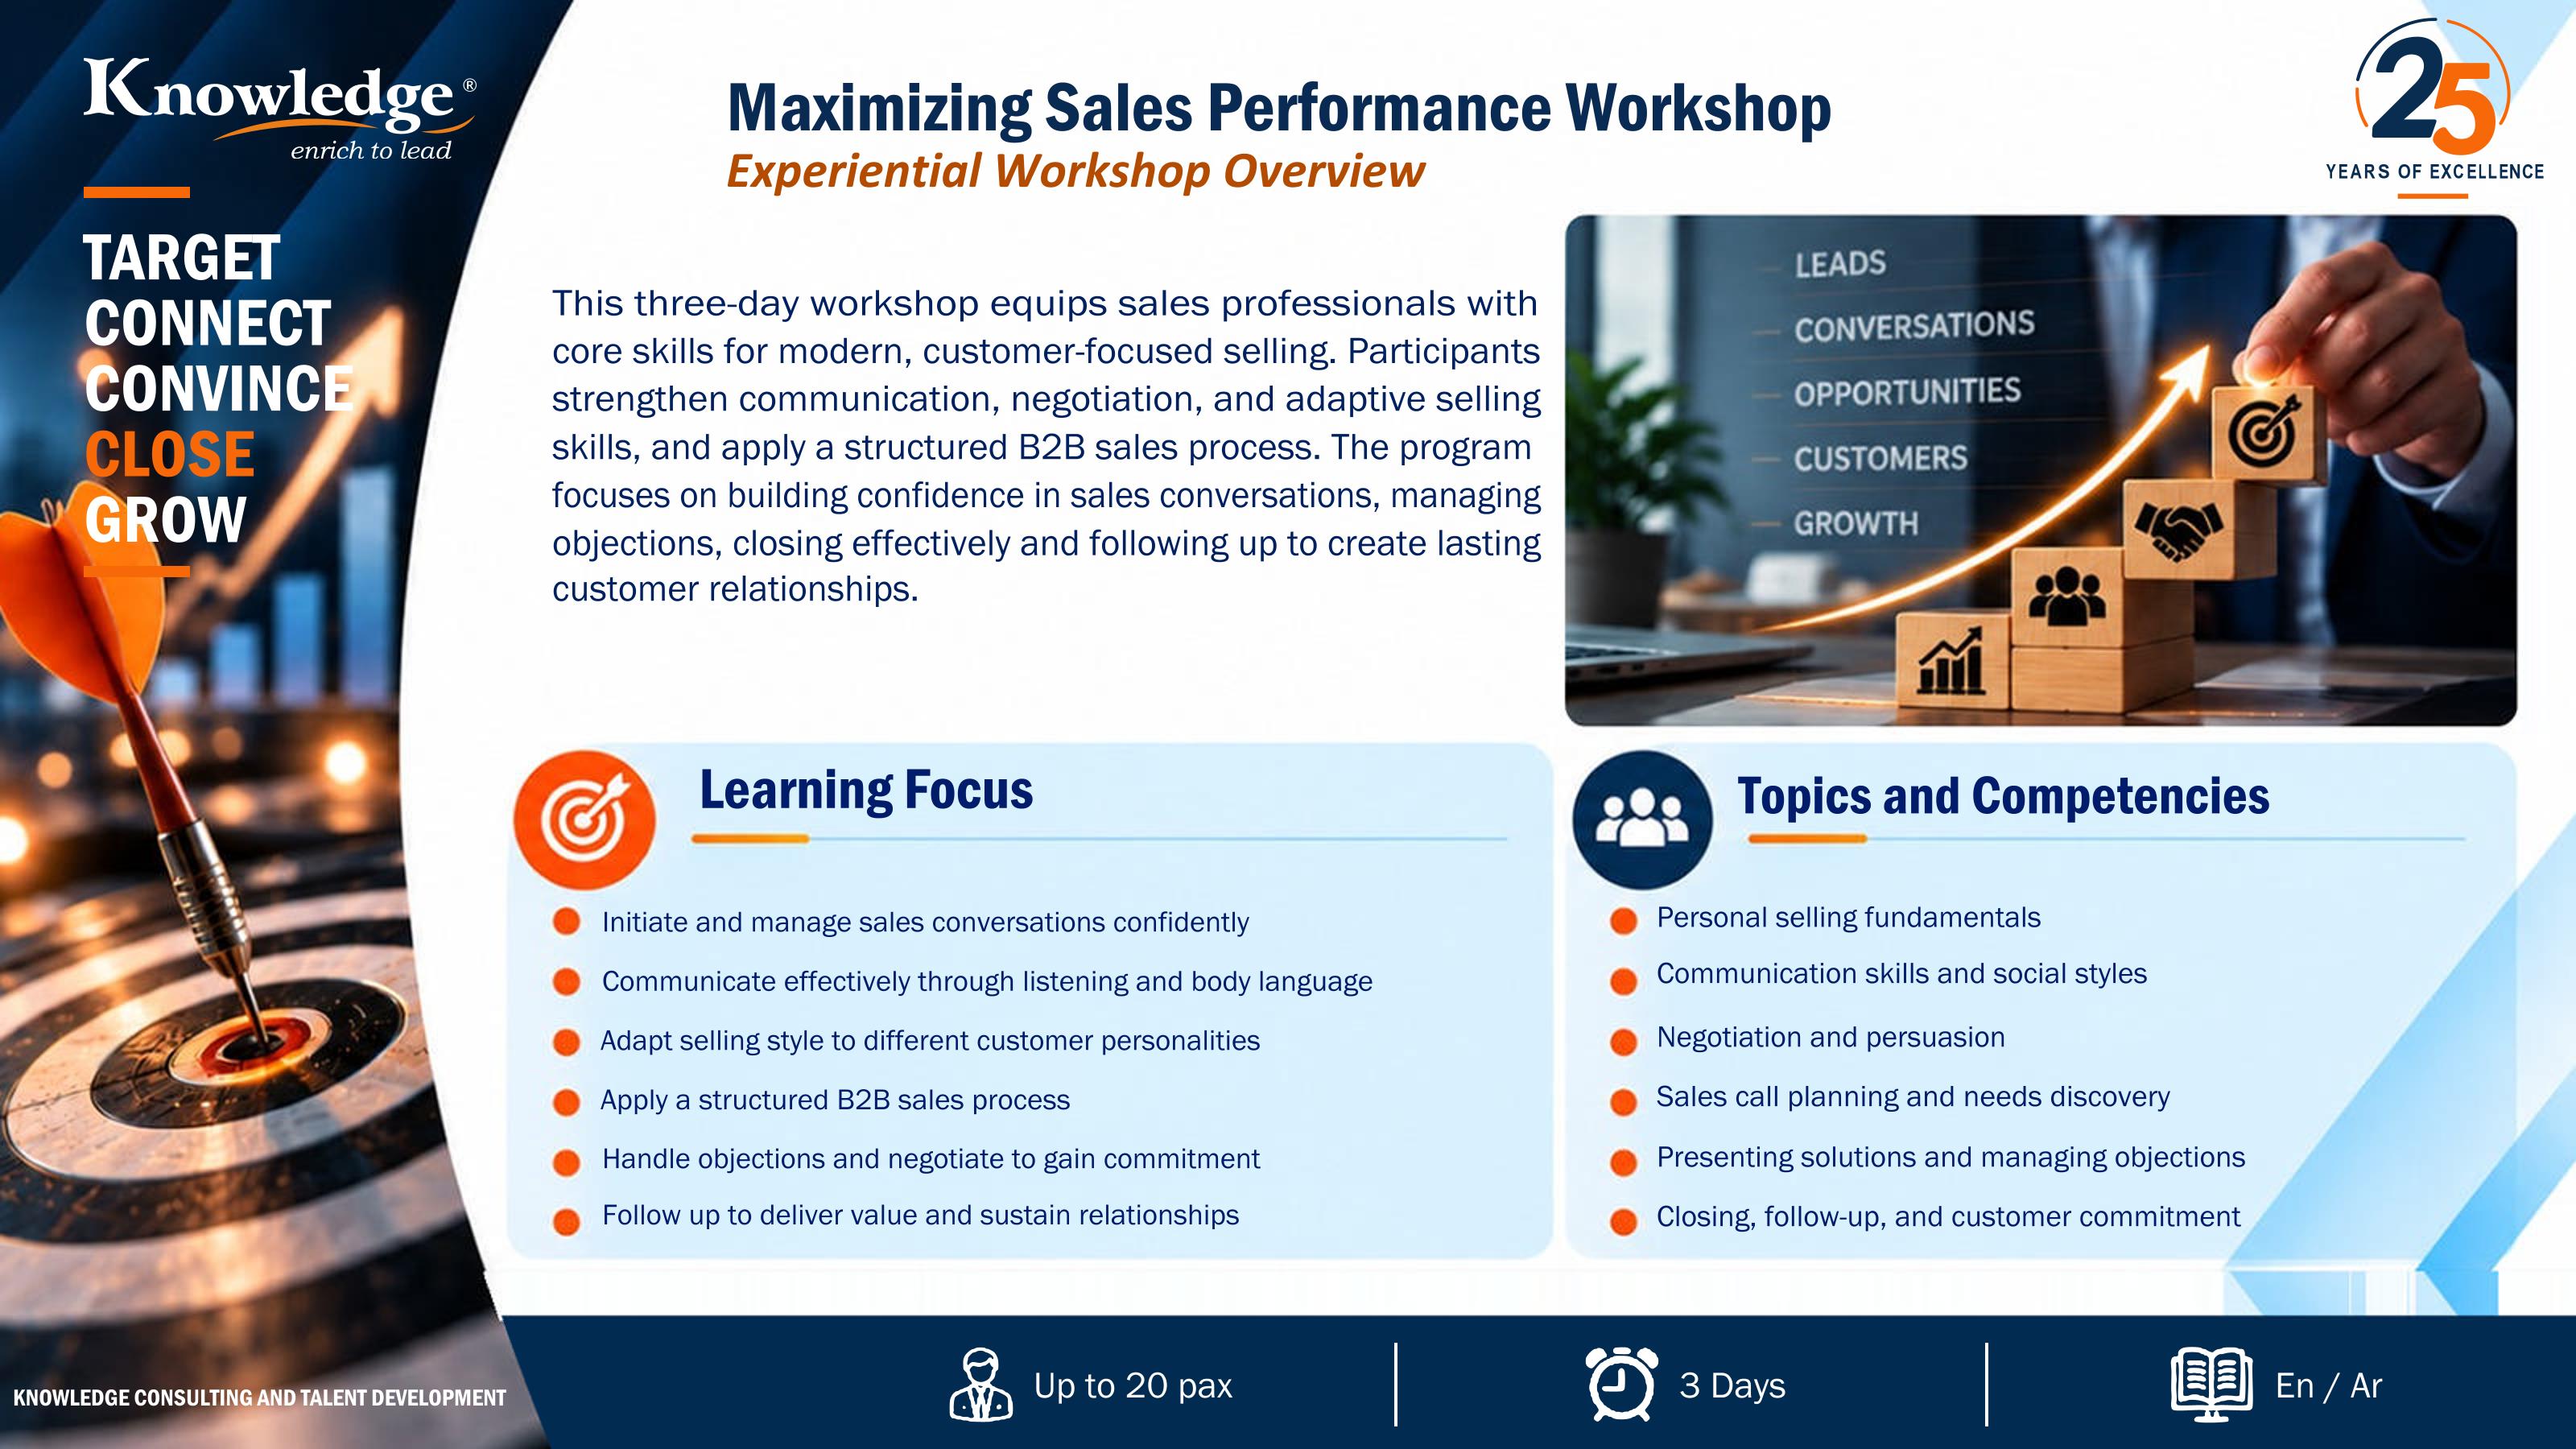 Knowledge®
enrich to lead
TARGET
CONNECT
CONVINCE
CLOSE
GROW
KNOWLEDGE CONSULTING AND TALENT DEVELOPMENT
Maximizing Sales Performance Workshop
Experiential Workshop Overview
25
YEARS OF EXCELLENCE
This three-day workshop equips sales professionals with
core skills for modern, customer-focused selling. Participants
strengthen communication, negotiation, and adaptive selling
skills, and apply a structured B2B sales process. The program
focuses on building confidence in sales conversations, managing
objections, closing effectively and following up to create lasting
customer relationships.
LEADS
CONVERSATIONS
OPPORTUNITIES
CUSTOMERS
GROWTH
Learning Focus
Initiate and manage sales conversations confidently
Communicate effectively through listening and body language
Adapt selling style to different customer personalities
Apply a structured B2B sales process
Handle objections and negotiate to gain commitment
Follow up to deliver value and sustain relationships
Topics and Competencies
Personal selling fundamentals
Communication skills and social styles
Negotiation and persuasion
Sales call planning and needs discovery
Presenting solutions and managing objections
Closing, follow-up, and customer commitment
Up to 20 pax
3 Days
En / Ar